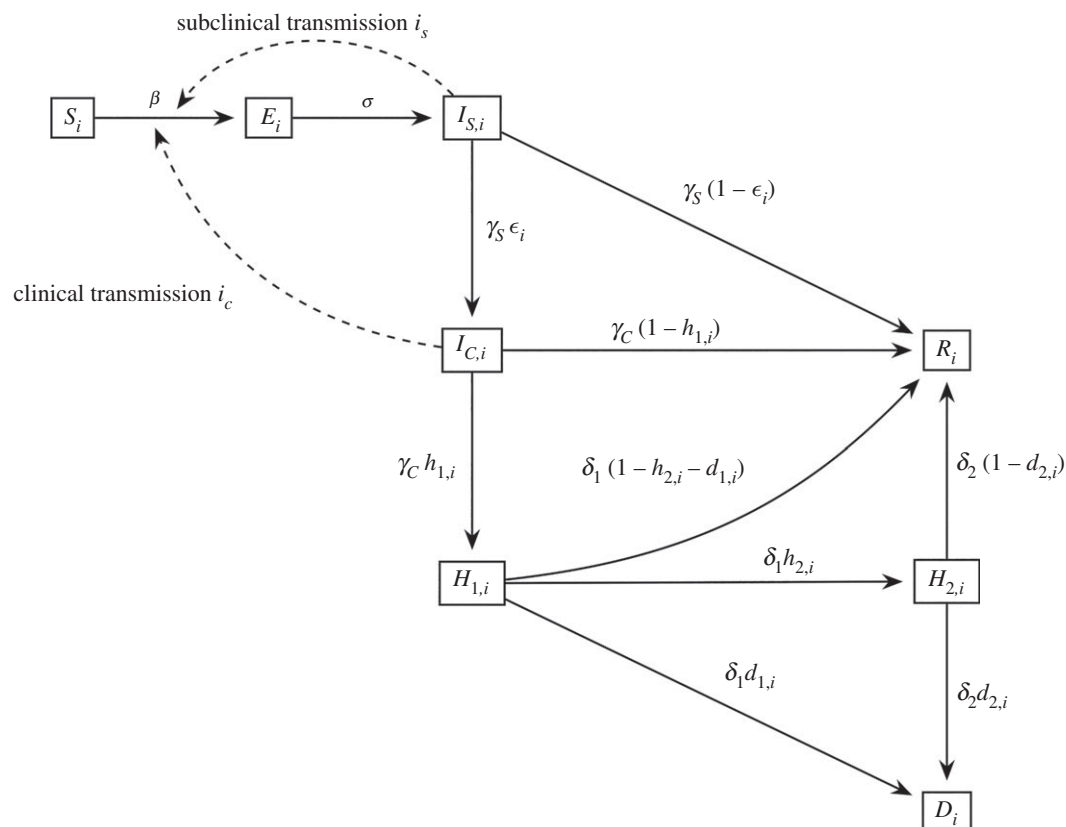 subclinical transmission i_s
β
σ
S_i
E_i
I_{S,i}
γ_S (1 – ϵ_i)
γ_S ϵ_i
clinical transmission i_c
γ_C (1 – h_{1,i})
I_{C,i}
R_i
γ_C h_{1,i}
δ_1 (1 – h_{2,i} – d_{1,i})
δ_2 (1 – d_{2,i})
δ_1 h_{2,i}
H_{1,i}
H_{2,i}
δ_1 d_{1,i}
δ_2 d_{2,i}
D_i